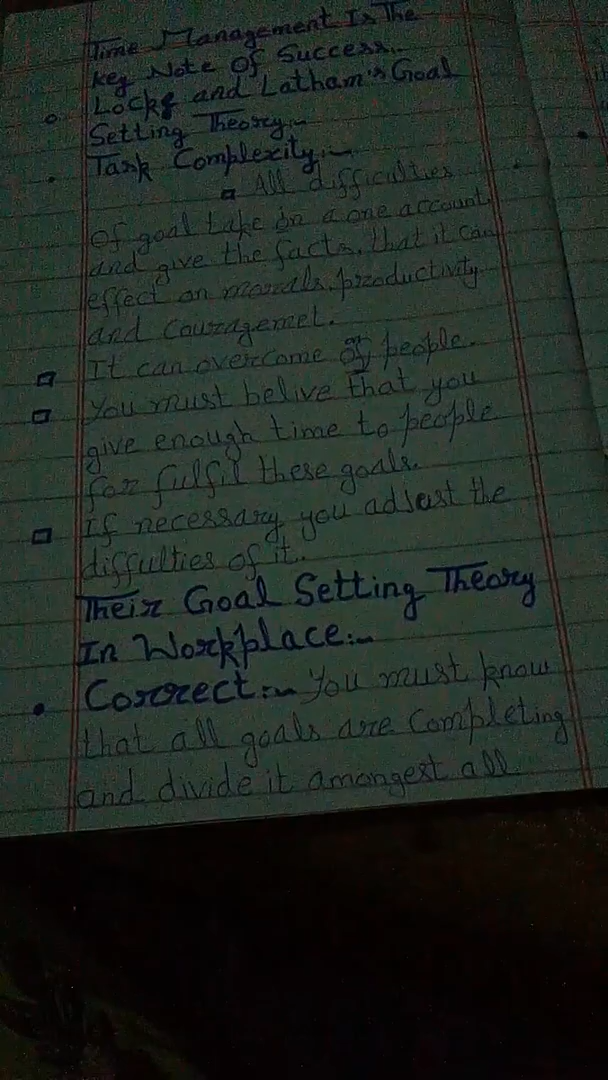 Time Management Is The
Key Note Of Success.
Locke and Latham's Goal
Setting Theory:~
Task Complexity:~
All difficulties
of goal take in a one account
and give the facts, that it can
effect on morals, productivity
and couragemet.
It can overcome of people.
You must belive that you
give enough time to people
for fulfil these goals.
If necessary you adjust the
diffulties of it.
Their Goal Setting Theory
In Workplace:~
Correct:~ You must know
that all goals are completing
and divide it amongest all